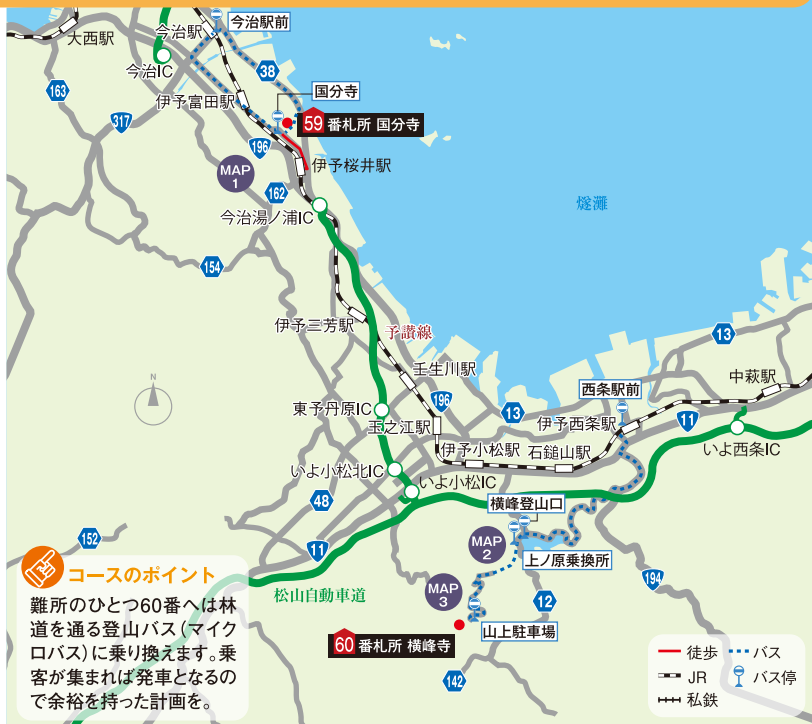 今治駅
今治駅前
大西駅
今治IC
38
163
伊予富田駅
国分寺
317
59 番札所 国分寺
196
MAP
1
伊予桜井駅
162
今治湯ノ浦IC
燧灘
154
伊予三芳駅
予讃線
13
N
壬生川駅
西条駅前
中萩駅
東予丹原IC
196
13
玉之江駅
伊予西条駅
11
伊予小松駅
石鎚山駅
いよ西条IC
いよ小松北IC
いよ小松IC
48
横峰登山口
152
11
MAP
2
上ノ原乗換所
194
コースのポイント
難所のひとつ60番へは林
道を通る登山バス(マイク
ロバス)に乗り換えます。乗
客が集まれば発車となるの
で余裕を持った計画を。
松山自動車道
MAP
3
12
山上駐車場
60 番札所 横峰寺
142
徒歩
バス
JR
バス停
私鉄